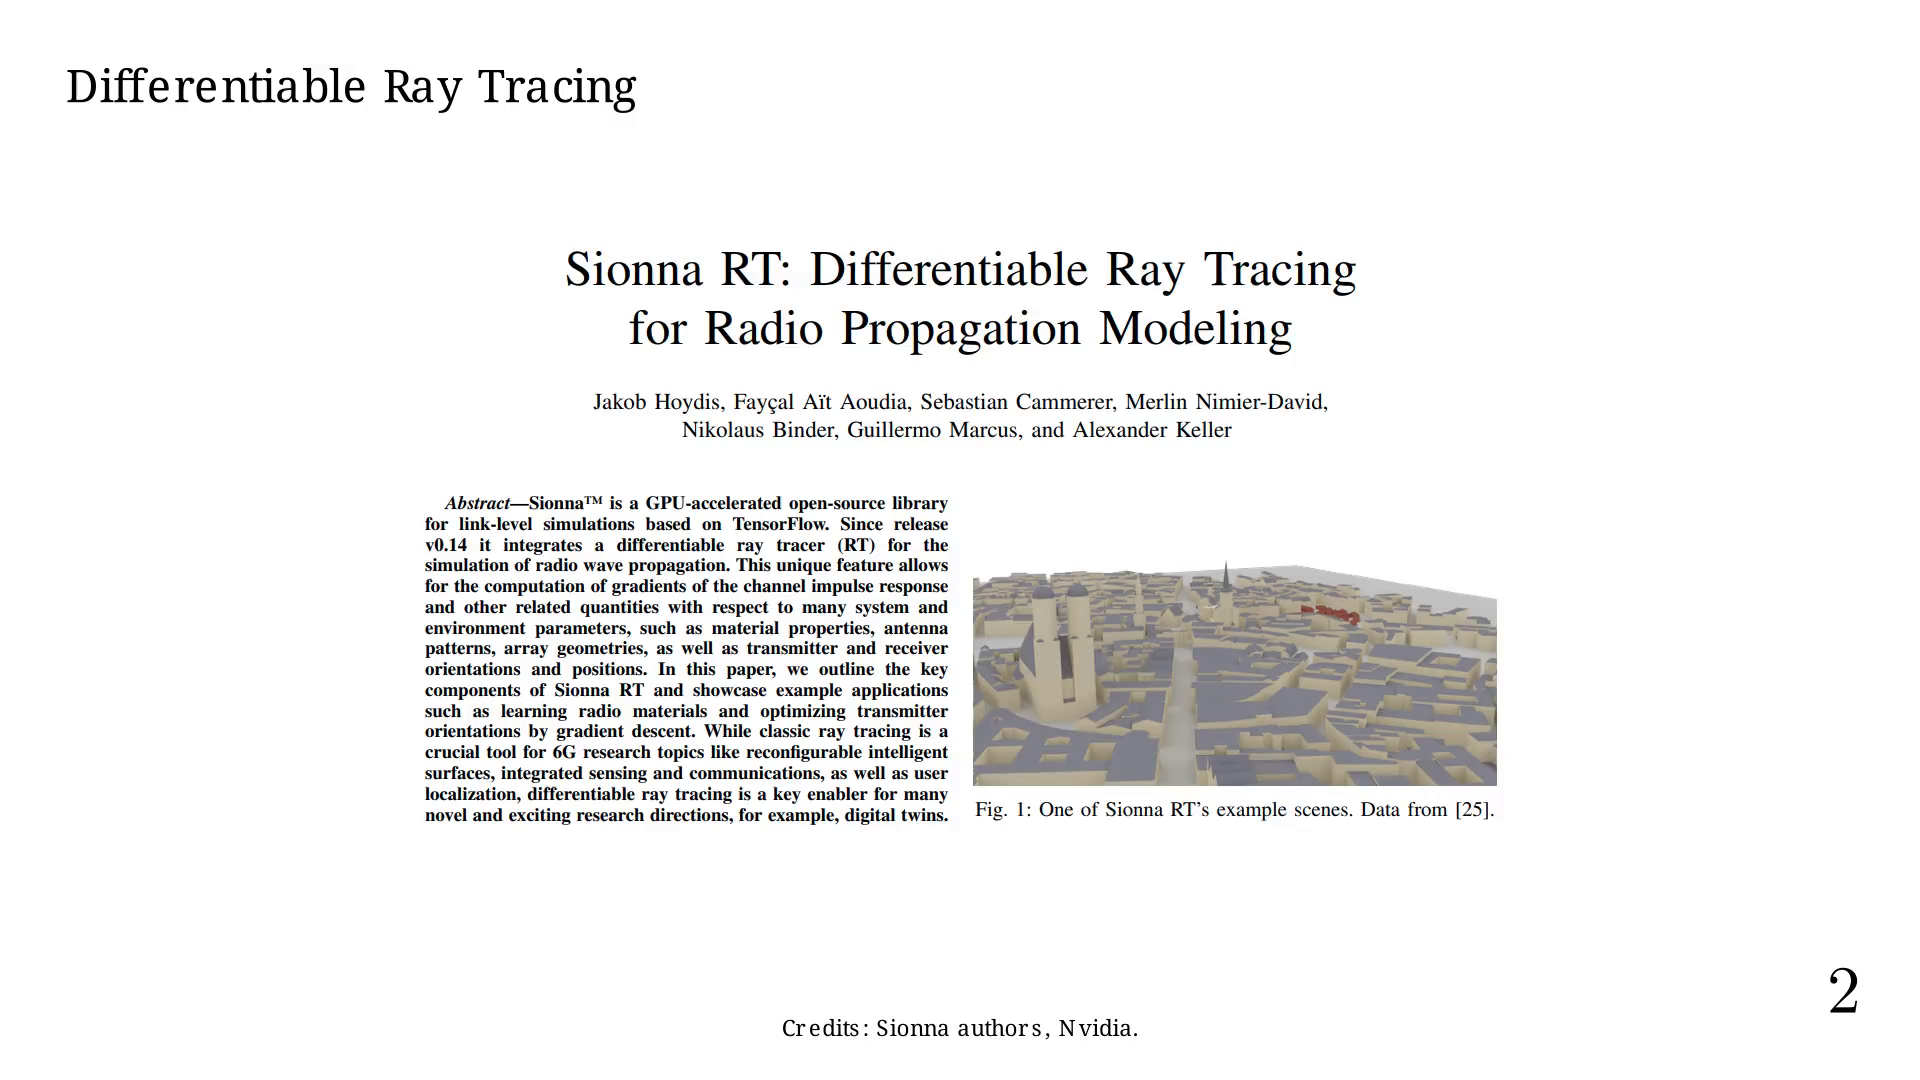 Differentiable Ray Tracing
Sionna RT: Differentiable Ray Tracing
for Radio Propagation Modeling
Jakob Hoydis, Fayçal Aït Aoudia, Sebastian Cammerer, Merlin Nimier-David,
Nikolaus Binder, Guillermo Marcus, and Alexander Keller
Abstract—Sionna™ is a GPU-accelerated open-source library
for link-level simulations based on TensorFlow. Since release
v0.14 it integrates a differentiable ray tracer (RT) for the
simulation of radio wave propagation. This unique feature allows
for the computation of gradients of the channel impulse response
and other related quantities with respect to many system and
environment parameters, such as material properties, antenna
patterns, array geometries, as well as transmitter and receiver
orientations and positions. In this paper, we outline the key
components of Sionna RT and showcase example applications
such as learning radio materials and optimizing transmitter
orientations by gradient descent. While classic ray tracing is a
crucial tool for 6G research topics like reconfigurable intelligent
surfaces, integrated sensing and communications, as well as user
localization, differentiable ray tracing is a key enabler for many
novel and exciting research directions, for example, digital twins.
Fig. 1: One of Sionna RT's example scenes. Data from [25].
2
Credits: Sionna authors, Nvidia.